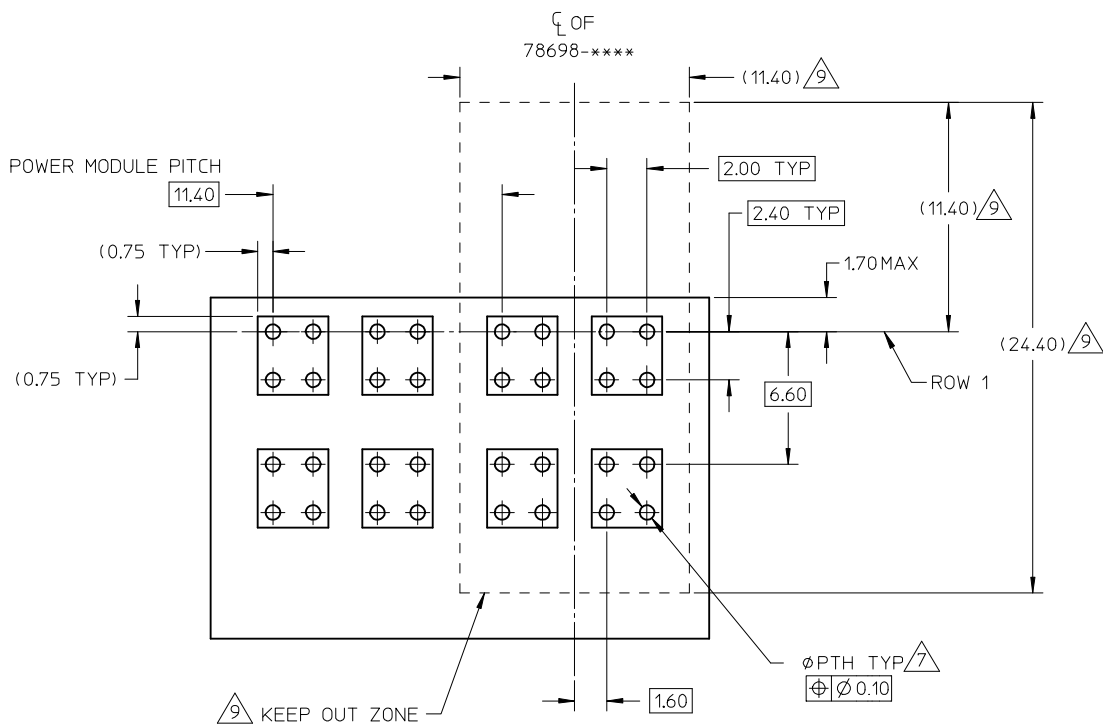 ℄ OF
78698-****
(11.40) 9
POWER MODULE PITCH
11.40
2.00 TYP
2.40 TYP
(11.40) 9
(0.75 TYP)
1.70 MAX
(24.40) 9
(0.75 TYP)
ROW 1
6.60
ØPTH TYP 7
⌖ Ø 0.10
1.60
9 KEEP OUT ZONE